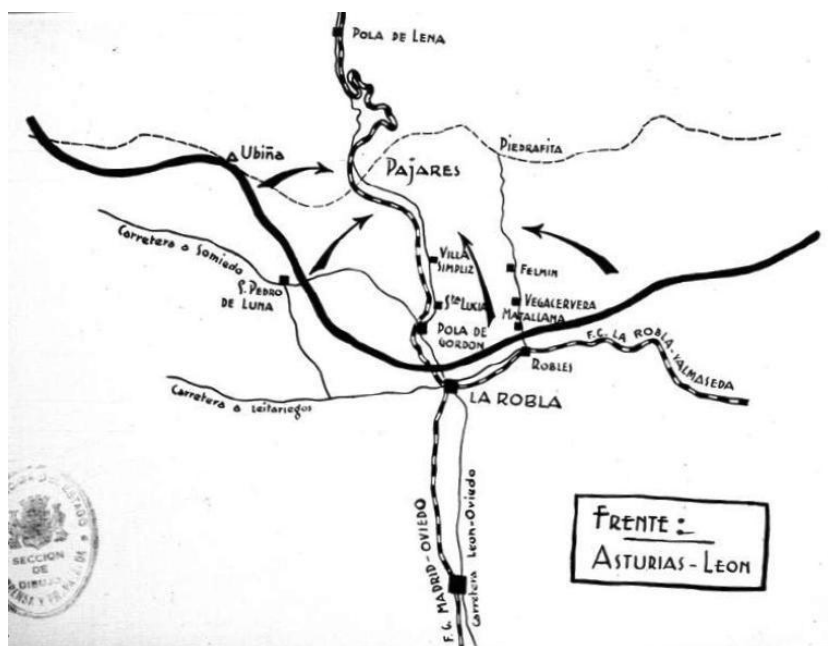 POLA DE LENA
UBIÑA
PAJARES
PIEDRAFITA
Carretera a Somiedo
S. PEDRO
DE LUNA
VILLA
SIMPLIZ
FELMIN
Sta LUCIA
VEGACERVERA
MATALLANA
POLA DE
GORDON
F.C. LA ROBLA-VALMASEDA
ROBLES
Carretera a Leitariegos
LA ROBLA
F.C. MADRID-OVIEDO
Carretera Leon-Oviedo
FRENTE:
ASTURIAS-LEON
SECCION
DE
DIBUJO